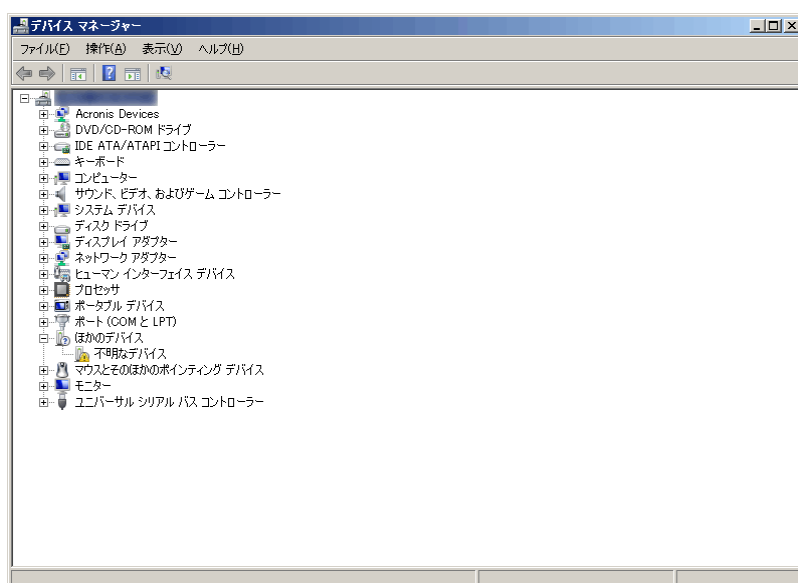 デバイス マネージャー
ファイル(F) 操作(A) 表示(V) ヘルプ(H)
Acronis Devices
DVD/CD-ROM ドライブ
IDE ATA/ATAPI コントローラー
キーボード
コンピューター
サウンド、ビデオ、およびゲーム コントローラー
システム デバイス
ディスク ドライブ
ディスプレイ アダプター
ネットワーク アダプター
ヒューマン インターフェイス デバイス
プロセッサ
ポータブル デバイス
ポート (COM と LPT)
ほかのデバイス
不明なデバイス
マウスとそのほかのポインティング デバイス
モニター
ユニバーサル シリアル バス コントローラー